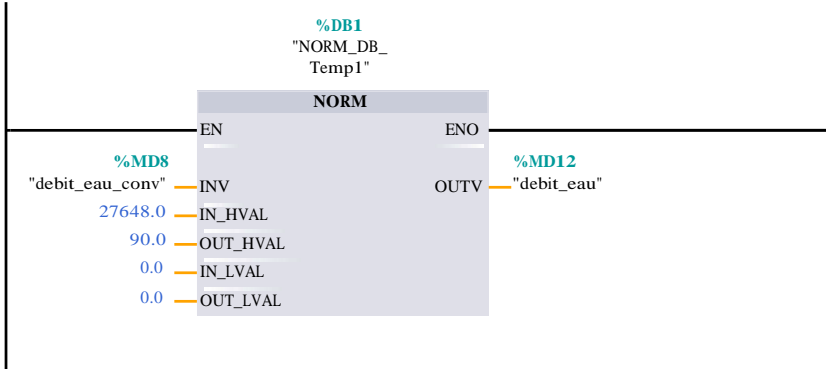 %DB1
"NORM_DB_
Temp1"
NORM
EN ENO
%MD8 %MD12
"debit_eau_conv" INV OUTV "debit_eau"
27648.0 IN_HVAL
90.0 OUT_HVAL
0.0 IN_LVAL
0.0 OUT_LVAL